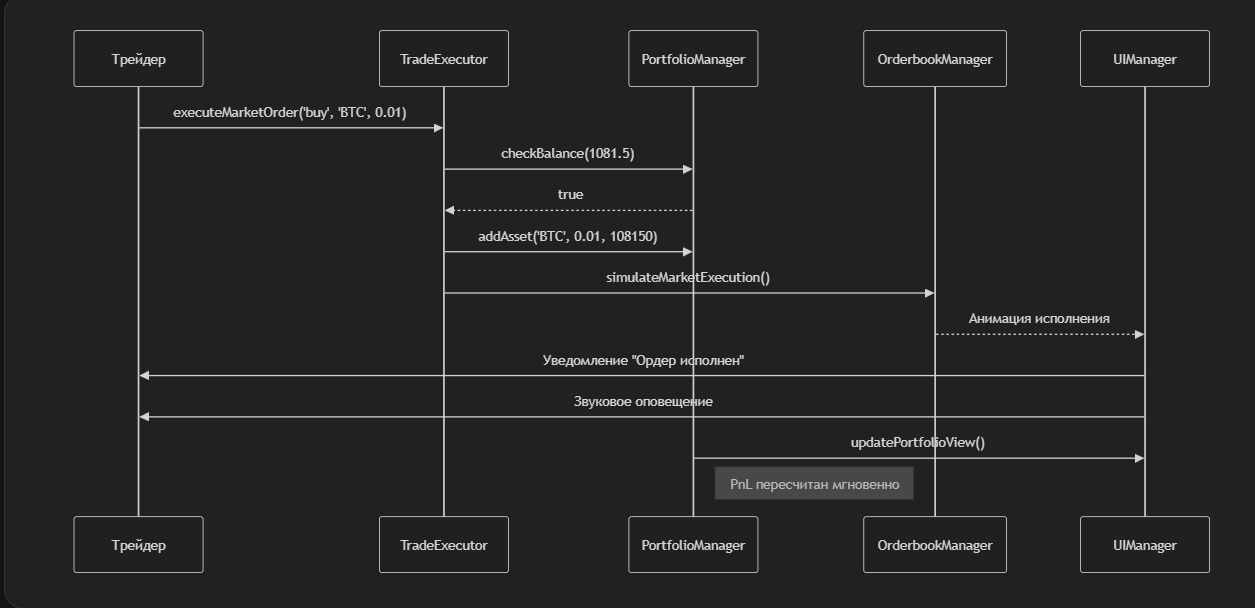 Трейдер
TradeExecutor
PortfolioManager
OrderbookManager
UIManager
executeMarketOrder('buy', 'BTC', 0.01)
checkBalance(1081.5)
true
addAsset('BTC', 0.01, 108150)
simulateMarketExecution()
Анимация исполнения
Уведомление "Ордер исполнен"
Звуковое оповещение
updatePortfolioView()
PnL пересчитан мгновенно
Трейдер
TradeExecutor
PortfolioManager
OrderbookManager
UIManager